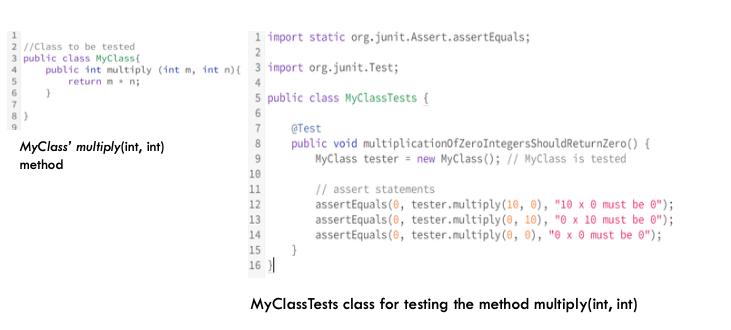 1
2 //Class to be tested
3 public class MyClass{
4 public int multiply (int m, int n){
5 return m * n;
6 }
7
8 }
9
MyClass' multiply(int, int)
method
1 import static org.junit.Assert.assertEquals;
2
3 import org.junit.Test;
4
5 public class MyClassTests {
6
7 @Test
8 public void multiplicationOfZeroIntegersShouldReturnZero() {
9 MyClass tester = new MyClass(); // MyClass is tested
10
11 // assert statements
12 assertEquals(0, tester.multiply(10, 0), "10 x 0 must be 0");
13 assertEquals(0, tester.multiply(0, 10), "0 x 10 must be 0");
14 assertEquals(0, tester.multiply(0, 0), "0 x 0 must be 0");
15 }
16 }
MyClassTests class for testing the method multiply(int, int)